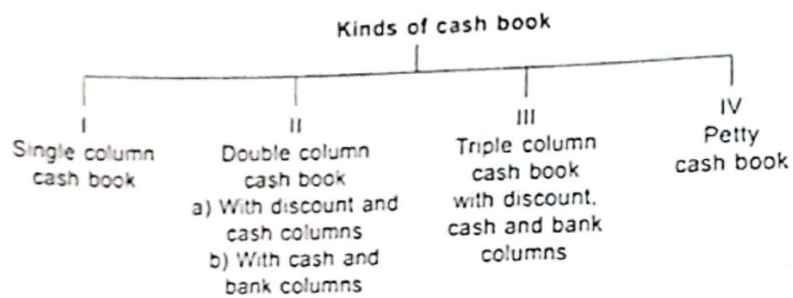 Kinds of cash book
I
Single column
cash book
II
Double column
cash book
a) With discount and
cash columns
b) With cash and
bank columns
III
Triple column
cash book
with discount,
cash and bank
columns
IV
Petty
cash book